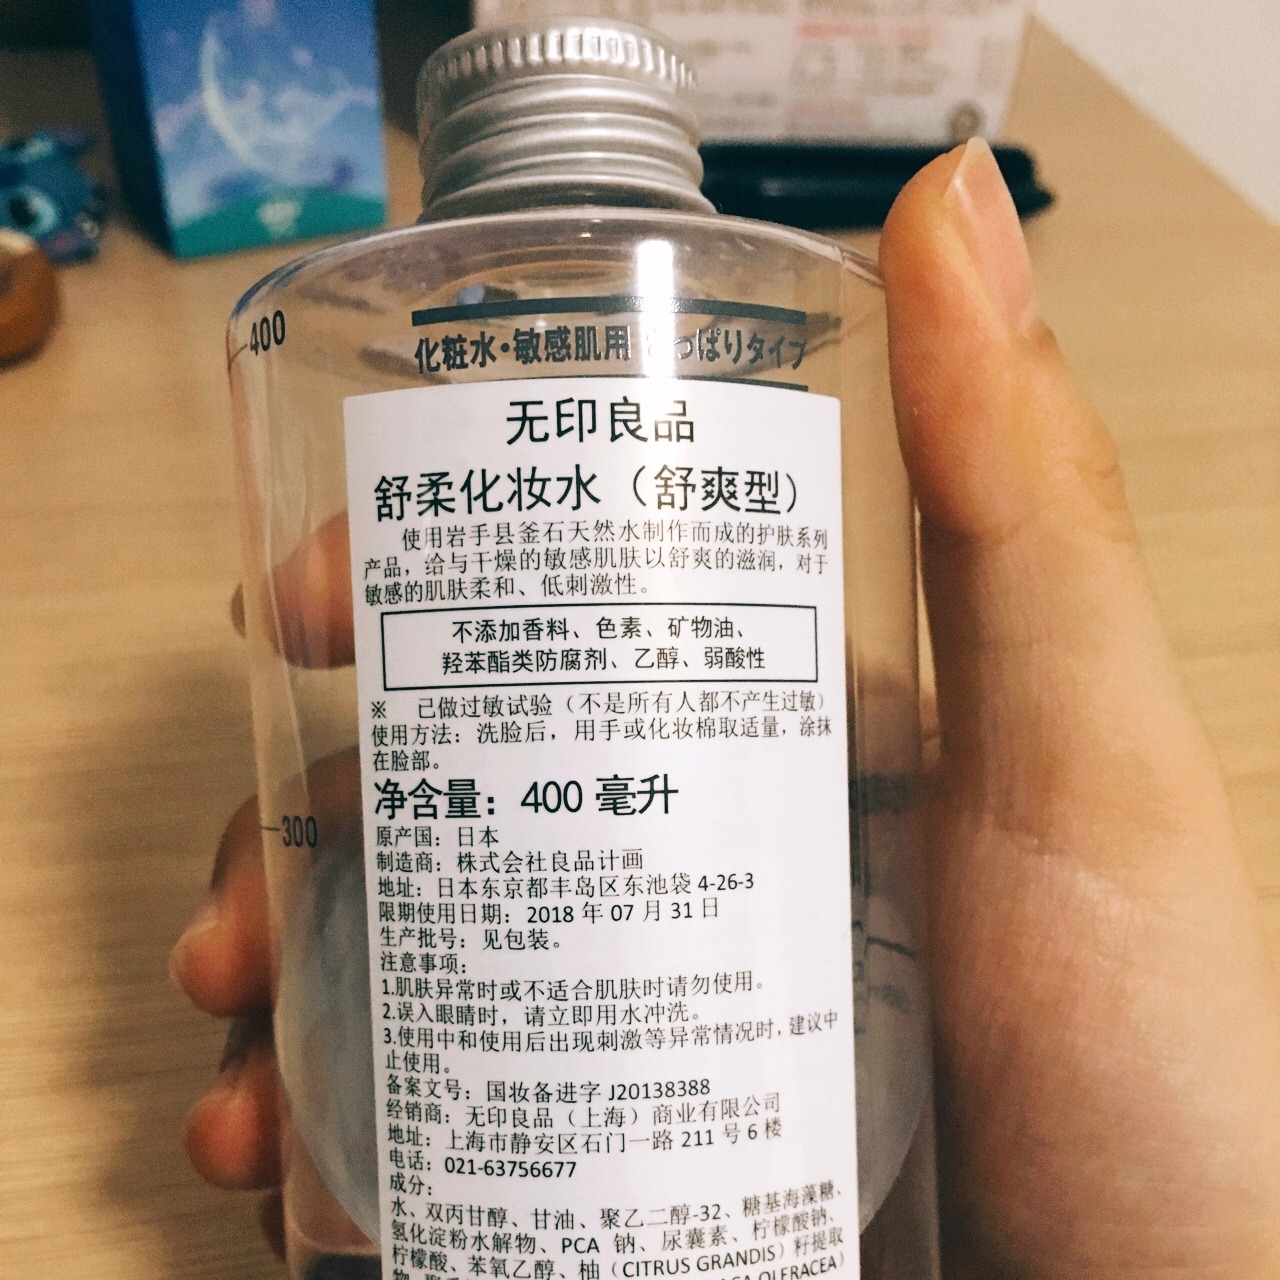 400
化粧水・敏感肌用 さっぱりタイプ
无印良品
舒柔化妆水（舒爽型）
使用岩手县釜石天然水制作而成的护肤系列
产品，给与干燥的敏感肌肤以舒爽的滋润，对于
敏感的肌肤柔和、低刺激性。
不添加香料、色素、矿物油、
羟苯酯类防腐剂、乙醇、弱酸性
※ 已做过敏试验（不是所有人都不产生过敏）
使用方法：洗脸后，用手或化妆棉取适量，涂抹
在脸部。
净含量：400 毫升
300
原产国：日本
制造商：株式会社良品计画
地址：日本东京都丰岛区东池袋 4-26-3
限期使用日期：2018 年 07 月 31 日
生产批号：见包装。
注意事项：
1.肌肤异常时或不适合肌肤时请勿使用。
2.误入眼睛时，请立即用水冲洗。
3.使用中和使用后出现刺激等异常情况时，建议中
止使用。
备案文号：国妆备进字 J20138388
经销商：无印良品（上海）商业有限公司
地址：上海市静安区石门一路 211 号 6 楼
电话：021-63756677
成分：
水、双丙甘醇、甘油、聚乙二醇-32、糖基海藻糖、
氢化淀粉水解物、PCA 钠、尿囊素、柠檬酸钠、
柠檬酸、苯氧乙醇、柚（CITRUS GRANDIS）籽提取
OLERACEA）